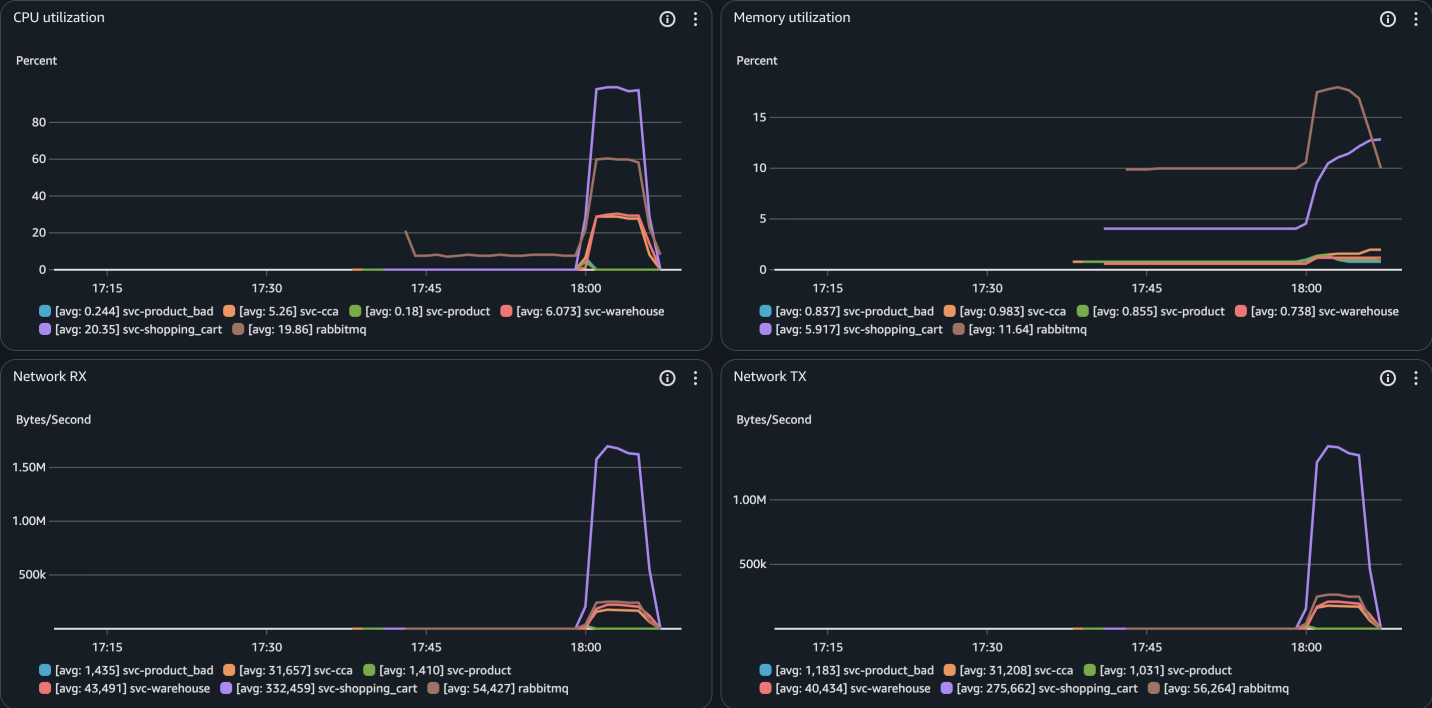 CPU utilization
Percent
80
60
40
20
0
17:15 17:30 17:45 18:00
[avg: 0.244] svc-product_bad [avg: 5.26] svc-cca [avg: 0.18] svc-product [avg: 6.073] svc-warehouse
[avg: 20.35] svc-shopping_cart [avg: 19.86] rabbitmq
Memory utilization
Percent
15
10
5
0
17:15 17:30 17:45 18:00
[avg: 0.837] svc-product_bad [avg: 0.983] svc-cca [avg: 0.855] svc-product [avg: 0.738] svc-warehouse
[avg: 5.917] svc-shopping_cart [avg: 11.64] rabbitmq
Network RX
Bytes/Second
1.50M
1.00M
500k
17:15 17:30 17:45 18:00
[avg: 1,435] svc-product_bad [avg: 31,657] svc-cca [avg: 1,410] svc-product
[avg: 43,491] svc-warehouse [avg: 332,459] svc-shopping_cart [avg: 54,427] rabbitmq
Network TX
Bytes/Second
1.00M
500k
17:15 17:30 17:45 18:00
[avg: 1,183] svc-product_bad [avg: 31,208] svc-cca [avg: 1,031] svc-product
[avg: 40,434] svc-warehouse [avg: 275,662] svc-shopping_cart [avg: 56,264] rabbitmq